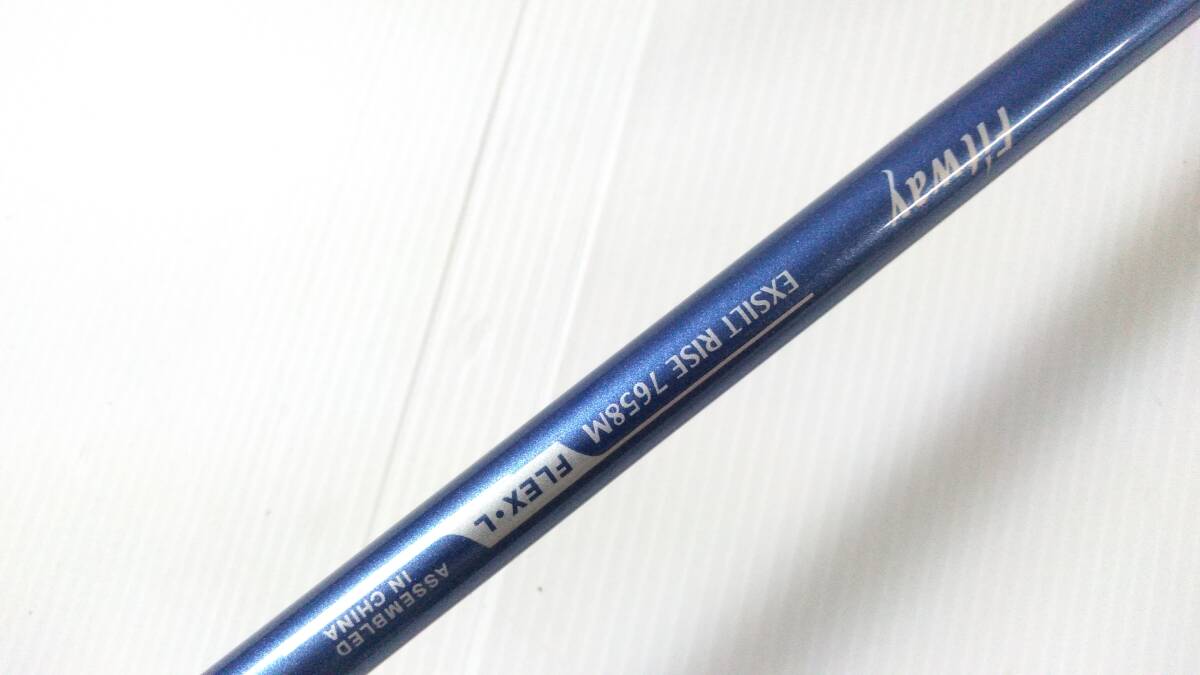 Fitway
EXSILT RISE 7658M
FLEX•L
ASSEMBLED
IN CHINA